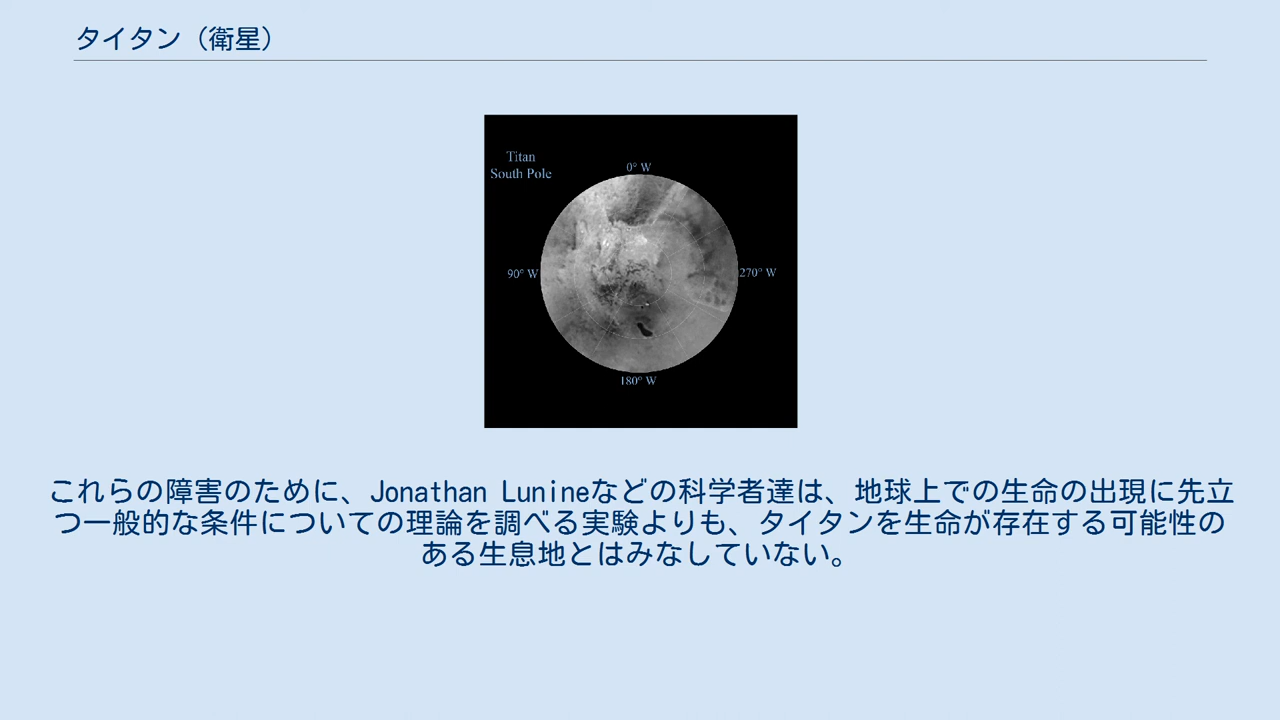 タイタン（衛星）
Titan
South Pole
0° W
90° W
270° W
180° W
これらの障害のために、Jonathan Lunineなどの科学者達は、地球上での生命の出現に先立
つ一般的な条件についての理論を調べる実験よりも、タイタンを生命が存在する可能性の
ある生息地とはみなしていない。